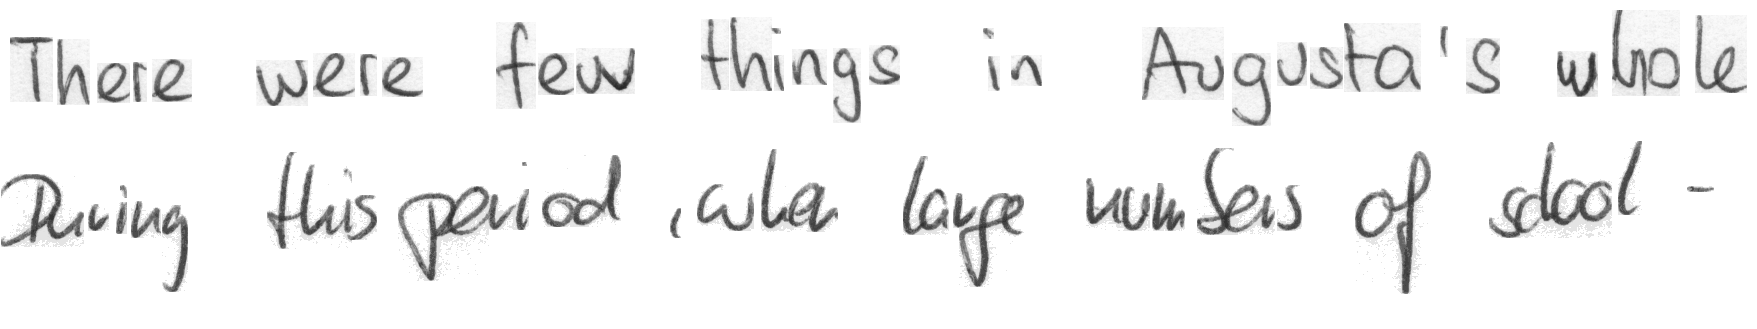 There were few things in Augusta's whole
During this period , when large numbers of school -